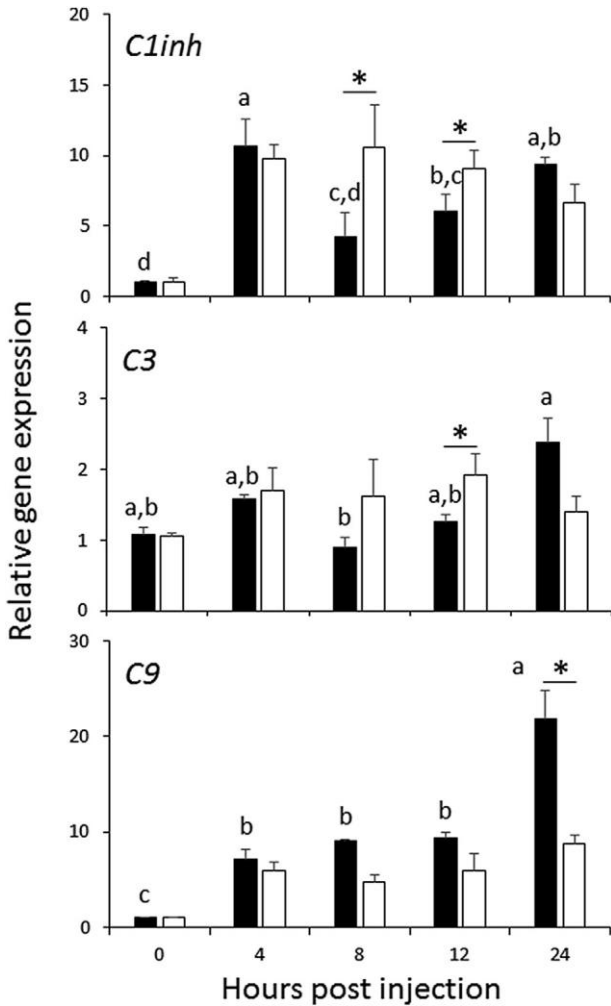 Relative gene expression
20
C1inh
15
10
5
0
d
a
c,d
*
b,c
*
a,b
4
C3
3
2
1
0
a,b
a,b
b
a,b
*
a
30
C9
20
10
0
c
b
b
b
a
*
0 4 8 12 24
Hours post injection